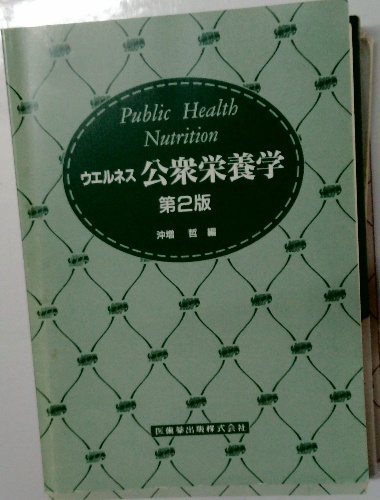 Public Health
Nutrition
ウエルネス 公衆栄養学
第2版
沖増 哲 編
医歯薬出版株式会社